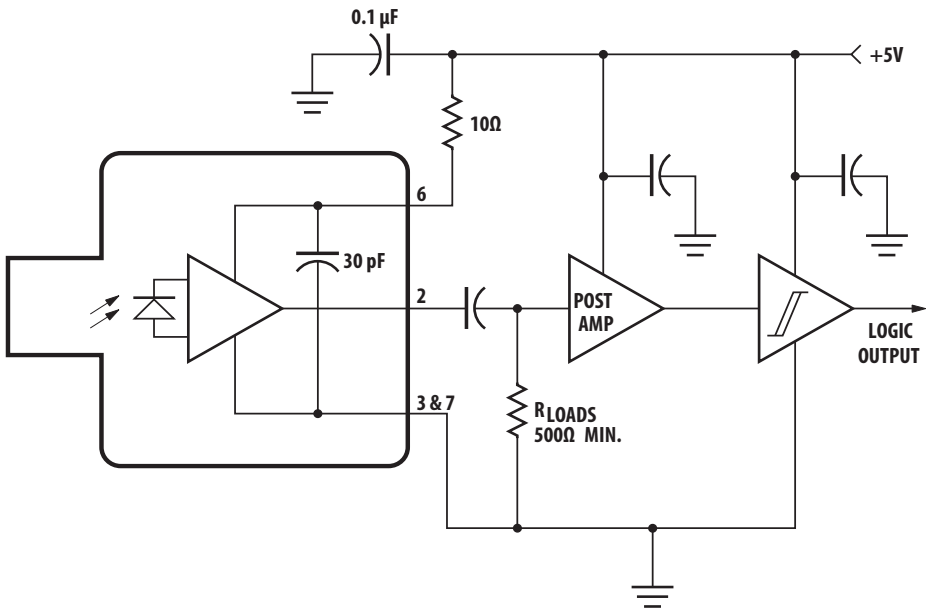 0.1 µF
+5V
10Ω
6
30 pF
2
POST
AMP
LOGIC
OUTPUT
3 & 7
RLOADS
500Ω MIN.